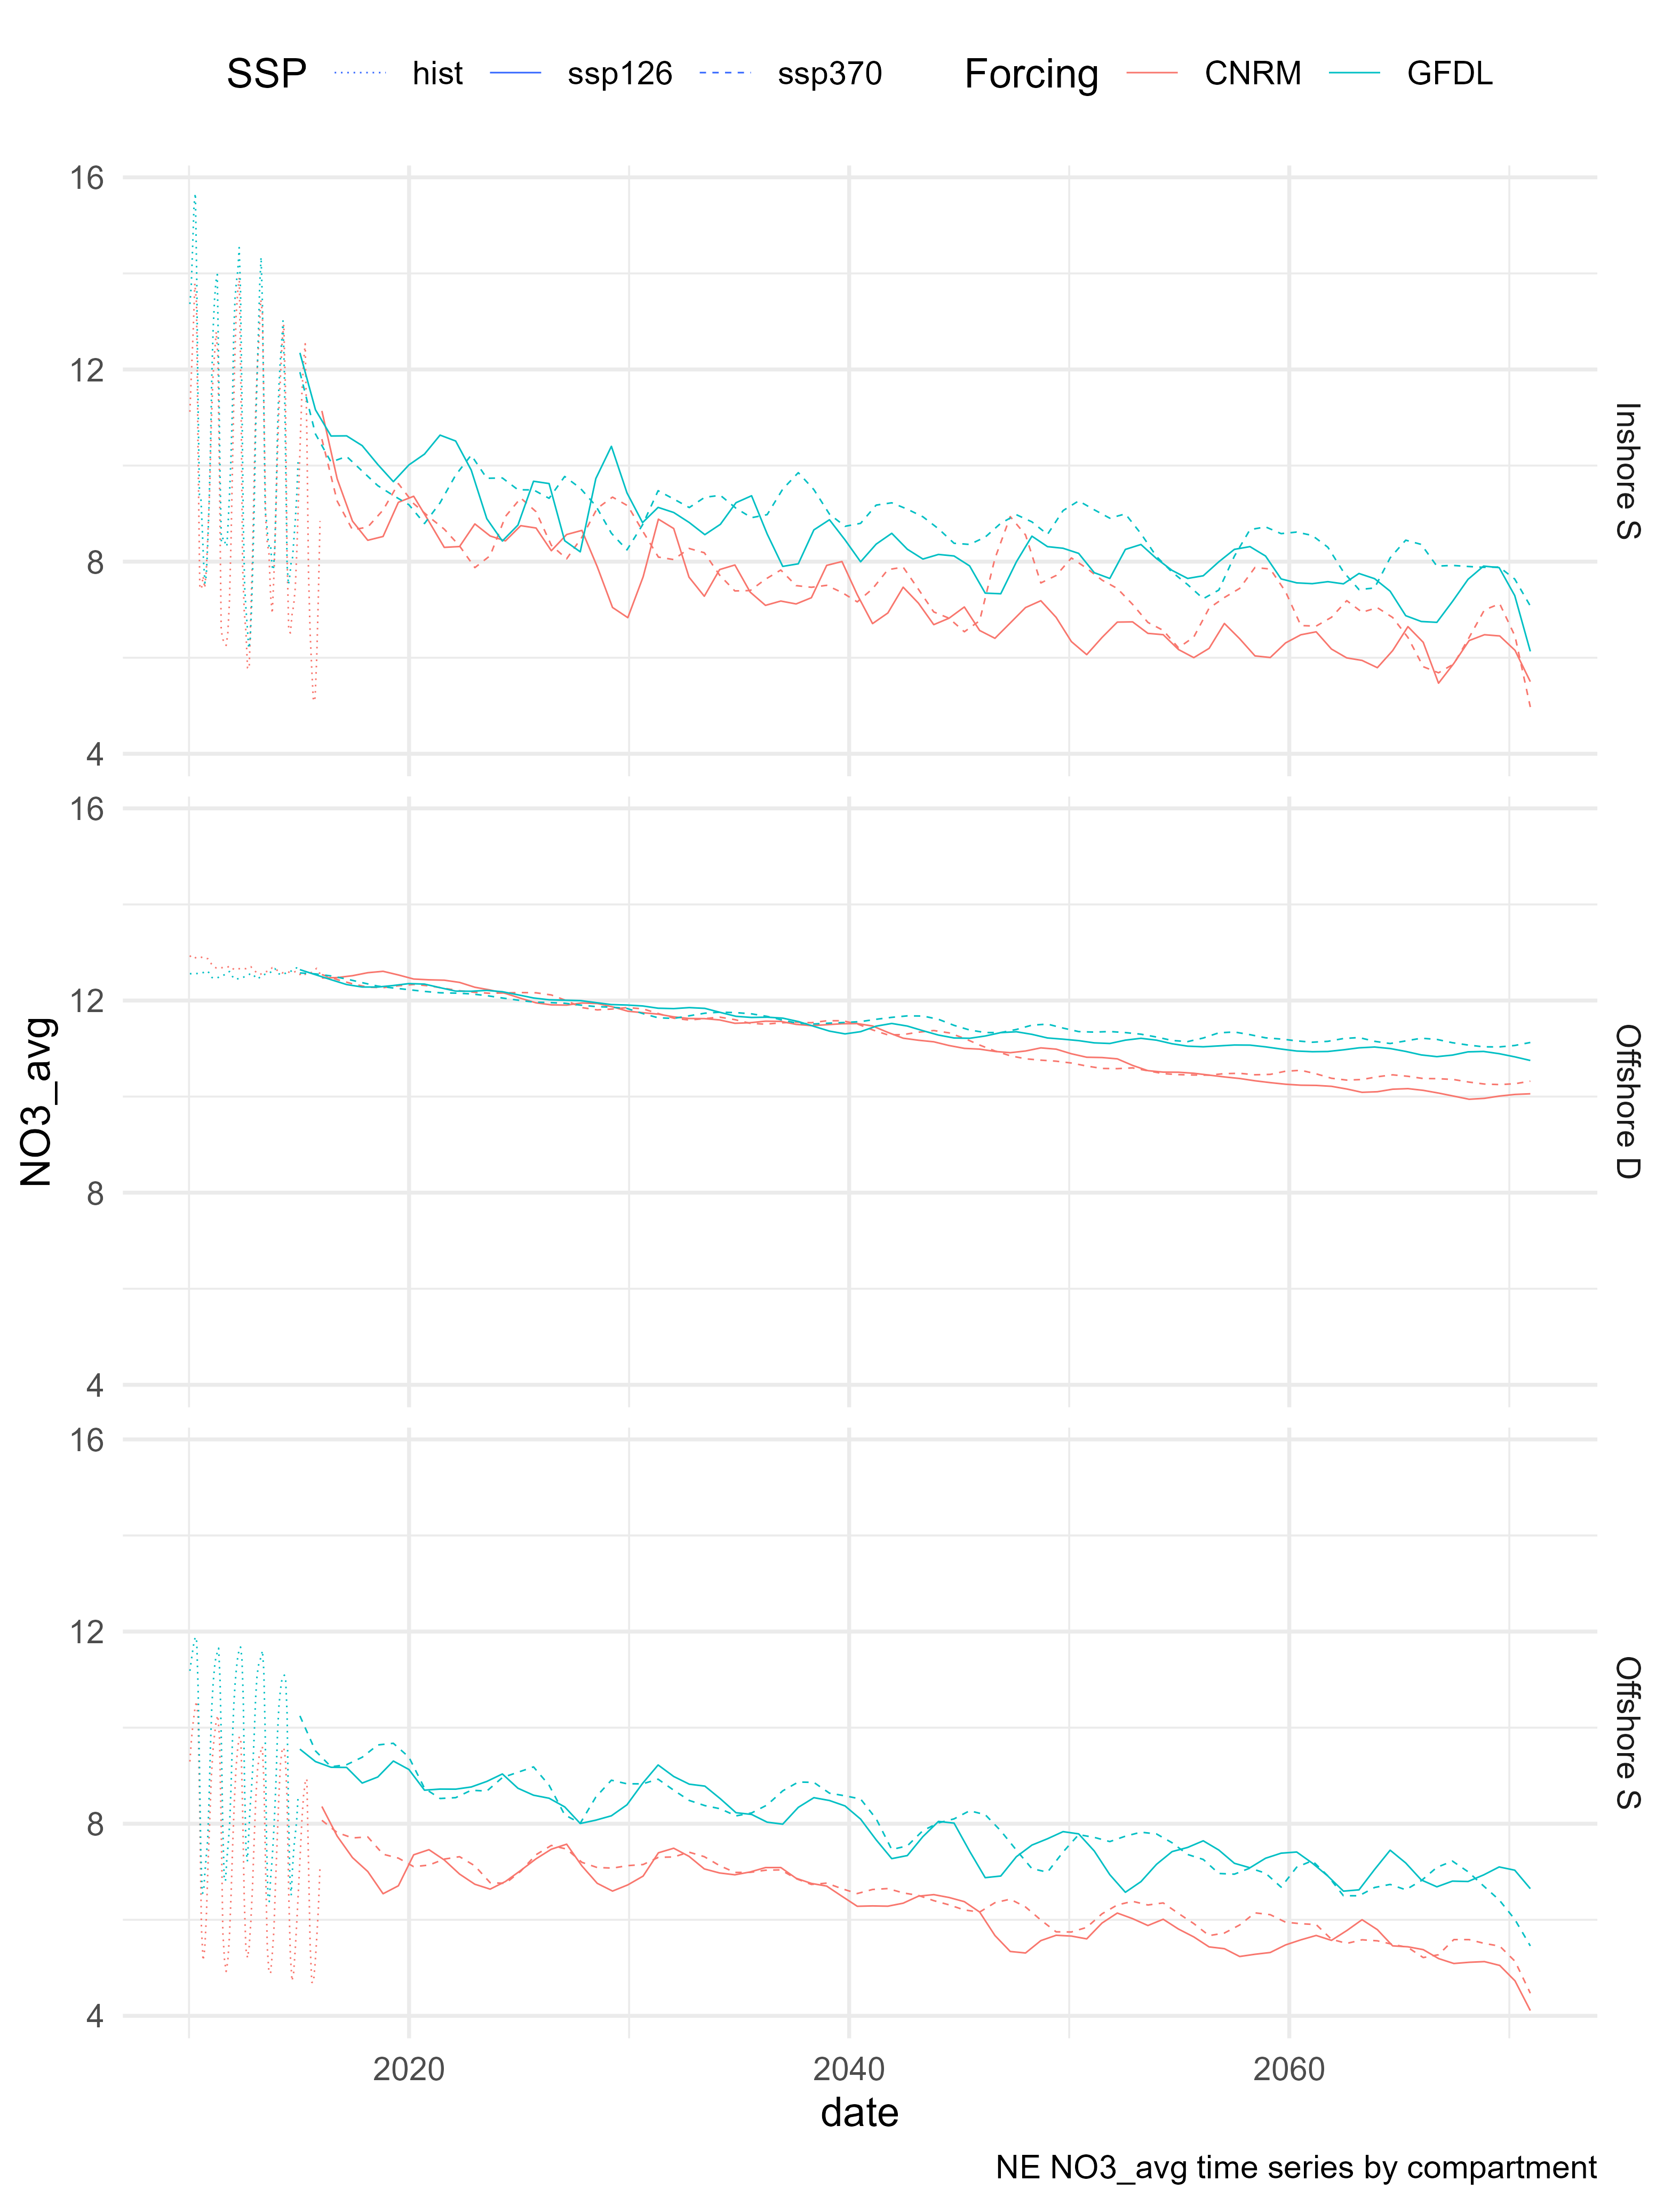 SSP hist ssp126 ssp370 Forcing CNRM GFDL
16
12
8
4
Inshore S
16
12
8
4
Offshore D
16
12
8
4
Offshore S
NO3_avg
2020 2040 2060
date
NE NO3_avg time series by compartment